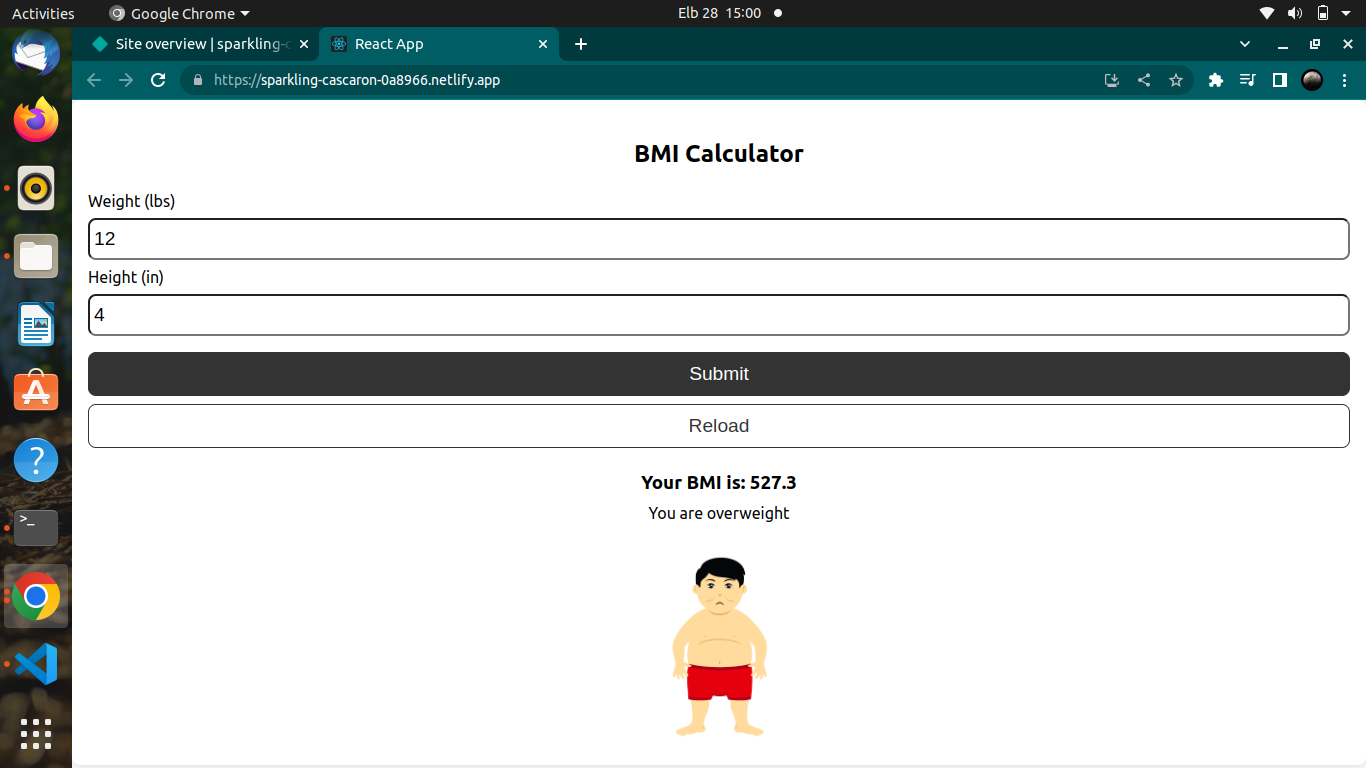 Activities
Google Chrome
Elb 28 15:00
Site overview | sparkling-c
React App
https://sparkling-cascaron-0a8966.netlify.app
BMI Calculator
Weight (lbs)
12
Height (in)
4
Submit
Reload
Your BMI is: 527.3
You are overweight